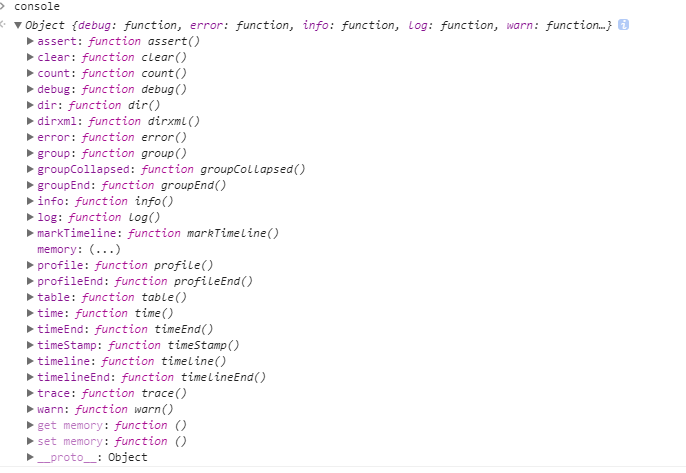 console
Object {debug: function, error: function, info: function, log: function, warn: function…}
assert: function assert()
clear: function clear()
count: function count()
debug: function debug()
dir: function dir()
dirxml: function dirxml()
error: function error()
group: function group()
groupCollapsed: function groupCollapsed()
groupEnd: function groupEnd()
info: function info()
log: function log()
markTimeline: function markTimeline()
memory: (...)
profile: function profile()
profileEnd: function profileEnd()
table: function table()
time: function time()
timeEnd: function timeEnd()
timeStamp: function timeStamp()
timeline: function timeline()
timelineEnd: function timelineEnd()
trace: function trace()
warn: function warn()
get memory: function ()
set memory: function ()
__proto__: Object